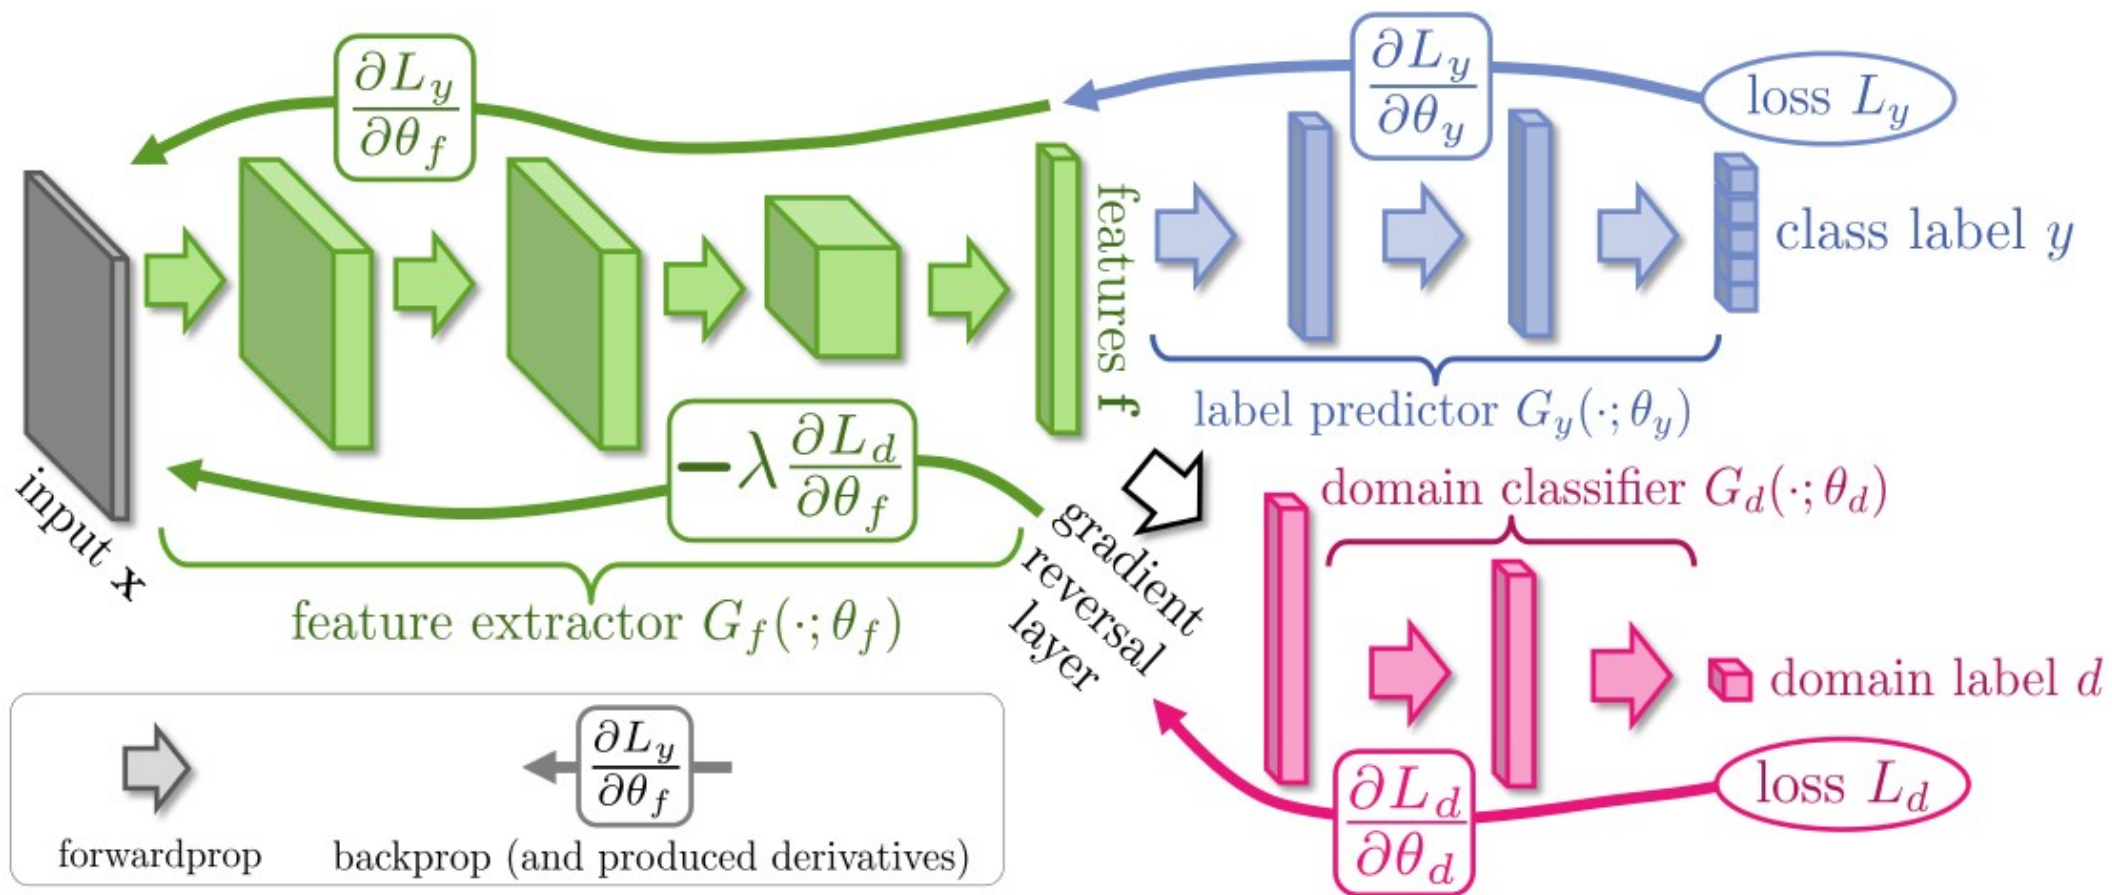 ∂L_y
∂θ_f
∂L_y
∂θ_y
loss L_y
features f
class label y
label predictor G_y(·; θ_y)
−λ ∂L_d
∂θ_f
input x
feature extractor G_f(·; θ_f)
gradient
reversal
layer
domain classifier G_d(·; θ_d)
domain label d
∂L_d
∂θ_d
loss L_d
∂L_y
∂θ_f
forwardprop
backprop (and produced derivatives)